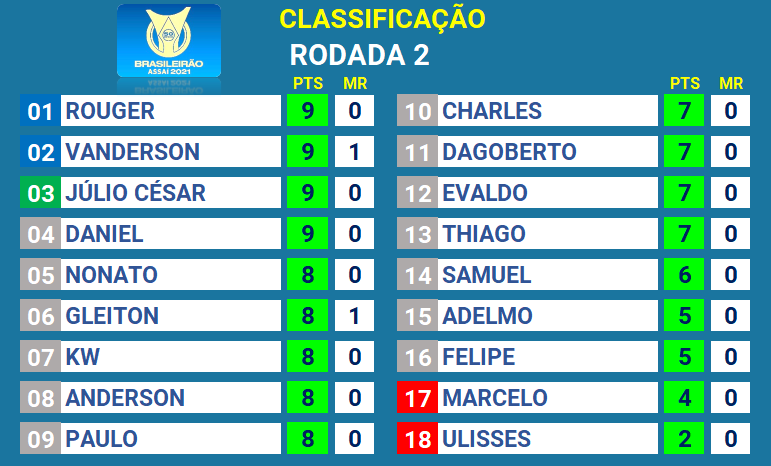 CLASSIFICAÇÃO
RODADA 2
BRASILEIRÃO
ASSAÍ 2021
PTS MR
01 ROUGER 9 0
02 VANDERSON 9 1
03 JÚLIO CÉSAR 9 0
04 DANIEL 9 0
05 NONATO 8 0
06 GLEITON 8 1
07 KW 8 0
08 ANDERSON 8 0
09 PAULO 8 0
PTS MR
10 CHARLES 7 0
11 DAGOBERTO 7 0
12 EVALDO 7 0
13 THIAGO 7 0
14 SAMUEL 6 0
15 ADELMO 5 0
16 FELIPE 5 0
17 MARCELO 4 0
18 ULISSES 2 0